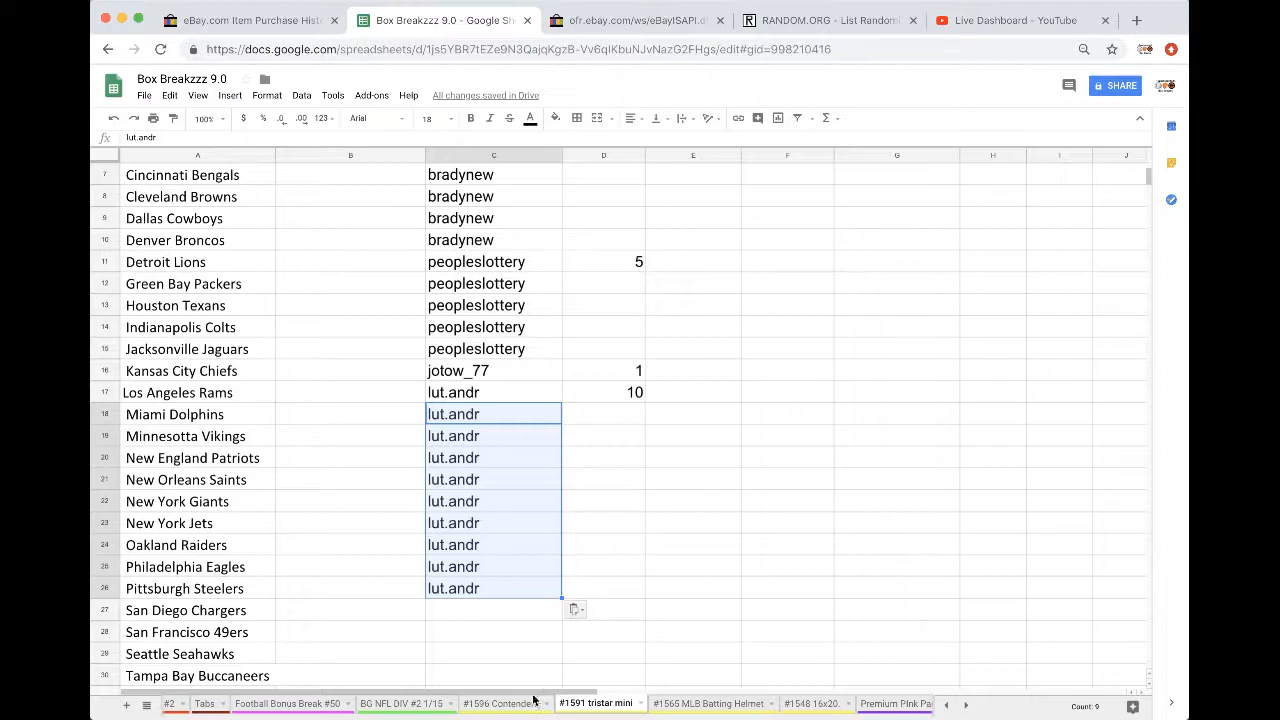 eBay.com Item Purchase Hist
Box Breakzzz 9.0 - Google Sh
ofr.ebay.com/ws/eBayISAPI.d
RANDOM.O - List Randomi
Live Dashboard - YouTube
https://docs.google.com/spreadsheets/d/1js5YBR7tEZe9N3QajqKgzB-Vv6qIKbuNJvNazG2FHgs/edit#gid=998210416
Box Breakzzz 9.0
File Edit View Insert Format Data Tools Add-ons Help All changes saved in Drive
SHARE
100% $ % .0 .00 123 Arial 18 B I S A
fx lut.andr
A B C D E F G H I J
7 Cincinnati Bengals bradynew
8 Cleveland Browns bradynew
9 Dallas Cowboys bradynew
10 Denver Broncos bradynew
11 Detroit Lions peopleslottery 5
12 Green Bay Packers peopleslottery
13 Houston Texans peopleslottery
14 Indianapolis Colts peopleslottery
15 Jacksonville Jaguars peopleslottery
16 Kansas City Chiefs jotow_77 1
17 Los Angeles Rams lut.andr 10
18 Miami Dolphins lut.andr
19 Minnesotta Vikings lut.andr
20 New England Patriots lut.andr
21 New Orleans Saints lut.andr
22 New York Giants lut.andr
23 New York Jets lut.andr
24 Oakland Raiders lut.andr
25 Philadelphia Eagles lut.andr
26 Pittsburgh Steelers lut.andr
27 San Diego Chargers
28 San Francisco 49ers
29 Seattle Seahawks
30 Tampa Bay Buccaneers
#2 Tabs Football Bonus Break #50 BG NFL DIV #2 1/15 #1596 Contende #1591 tristar mini #1565 MLB Batting Helmet #1548 16x20. Premium Pink Pa Count: 9